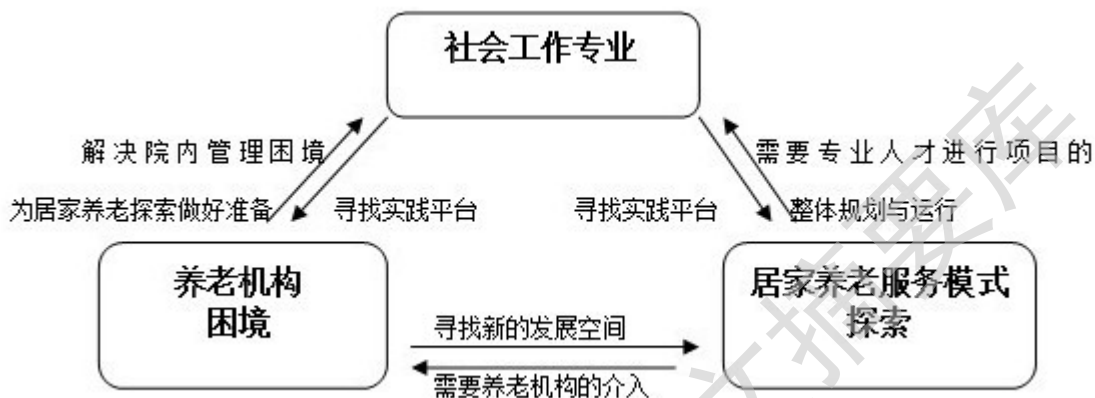 社会工作专业
解决院内管理困境
需要专业人才进行项目的
为居家养老探索做好准备
寻找实践平台
寻找实践平台
整体规划与运行
养老机构
困境
居家养老服务模式
探索
寻找新的发展空间
需要养老机构的介入
文摘要库